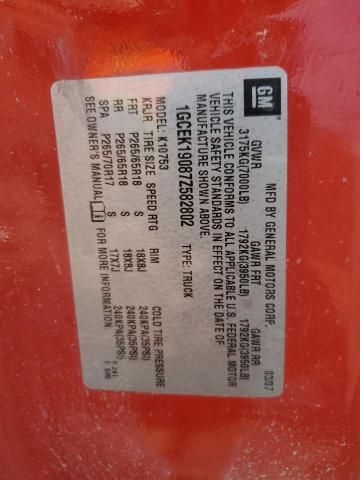 GM
MFD BY GENERAL MOTORS CORP. 03/07
GVWR GAWR FRT GAWR RR
3175KG(7000LB) 1792KG(3950LB) 1792KG(3950LB)
THIS VEHICLE CONFORMS TO ALL APPLICABLE U.S. FEDERAL MOTOR
VEHICLE SAFETY STANDARDS IN EFFECT ON THE DATE OF
MANUFACTURE SHOWN ABOVE.
1GCEK19087Z582802 TYPE: TRUCK
MODEL: K10753
KRJR TIRE SIZE SPEED RTG RIM COLD TIRE PRESSURE
FRT P265/65R18 S 18X8J 240KPA(35PSI)
RR P265/65R18 S 18X8J 240KPA(35PSI)
SPA P265/70R17 S 17X7J 240KPA(35PSI)
SEE OWNER'S MANUAL FOR MORE INFORMATION.